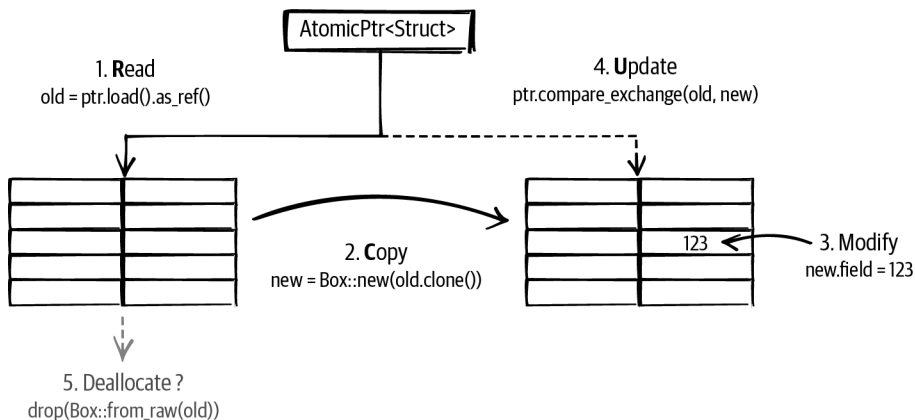 AtomicPtr<Struct>
1. Read
old = ptr.load().as_ref()
4. Update
ptr.compare_exchange(old, new)
2. Copy
new = Box::new(old.clone())
123
3. Modify
new.field = 123
5. Deallocate ?
drop(Box::from_raw(old))